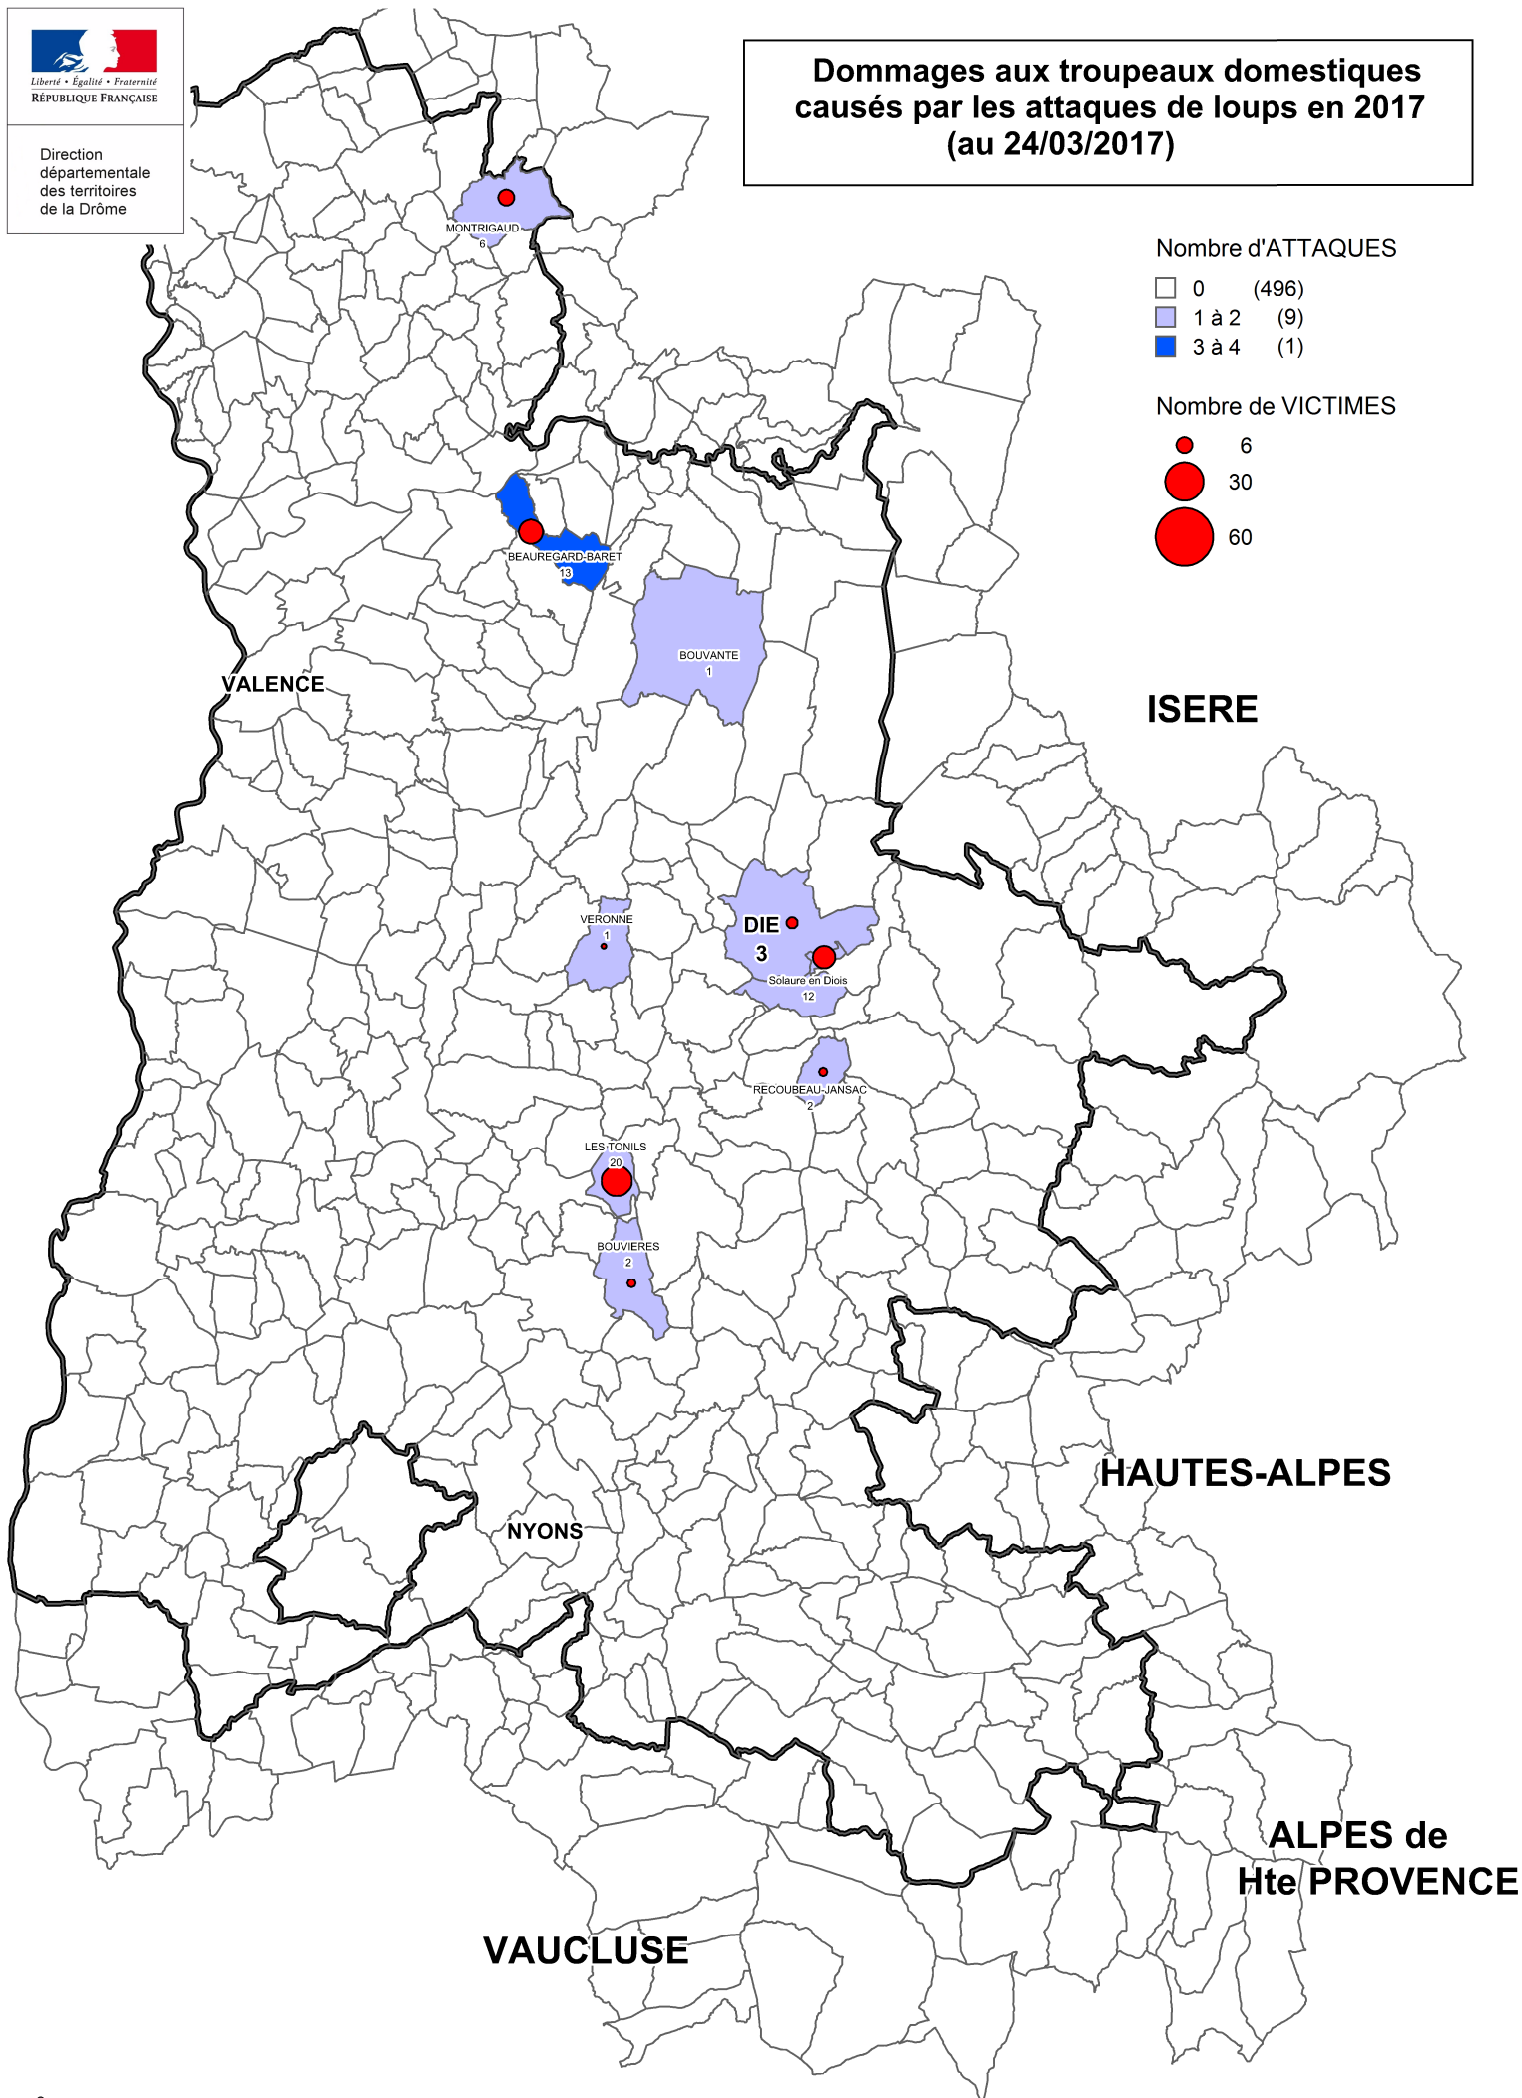 Liberté • Égalité • Fraternité
RÉPUBLIQUE FRANÇAISE
Direction
départementale
des territoires
de la Drôme
Dommages aux troupeaux domestiques
causés par les attaques de loups en 2017
(au 24/03/2017)
Nombre d'ATTAQUES
0 (496)
1 à 2 (9)
3 à 4 (1)
Nombre de VICTIMES
6
30
60
MONTRIGAUD
6
BEAUREGARD-BARET
13
BOUVANTE
1
VALENCE
ISERE
VERONNE
1
DIE
3
Solaure en Diois
12
RECOUBEAU-JANSAC
2
LES TONILS
20
BOUVIERES
2
HAUTES-ALPES
NYONS
ALPES de
Hte PROVENCE
VAUCLUSE